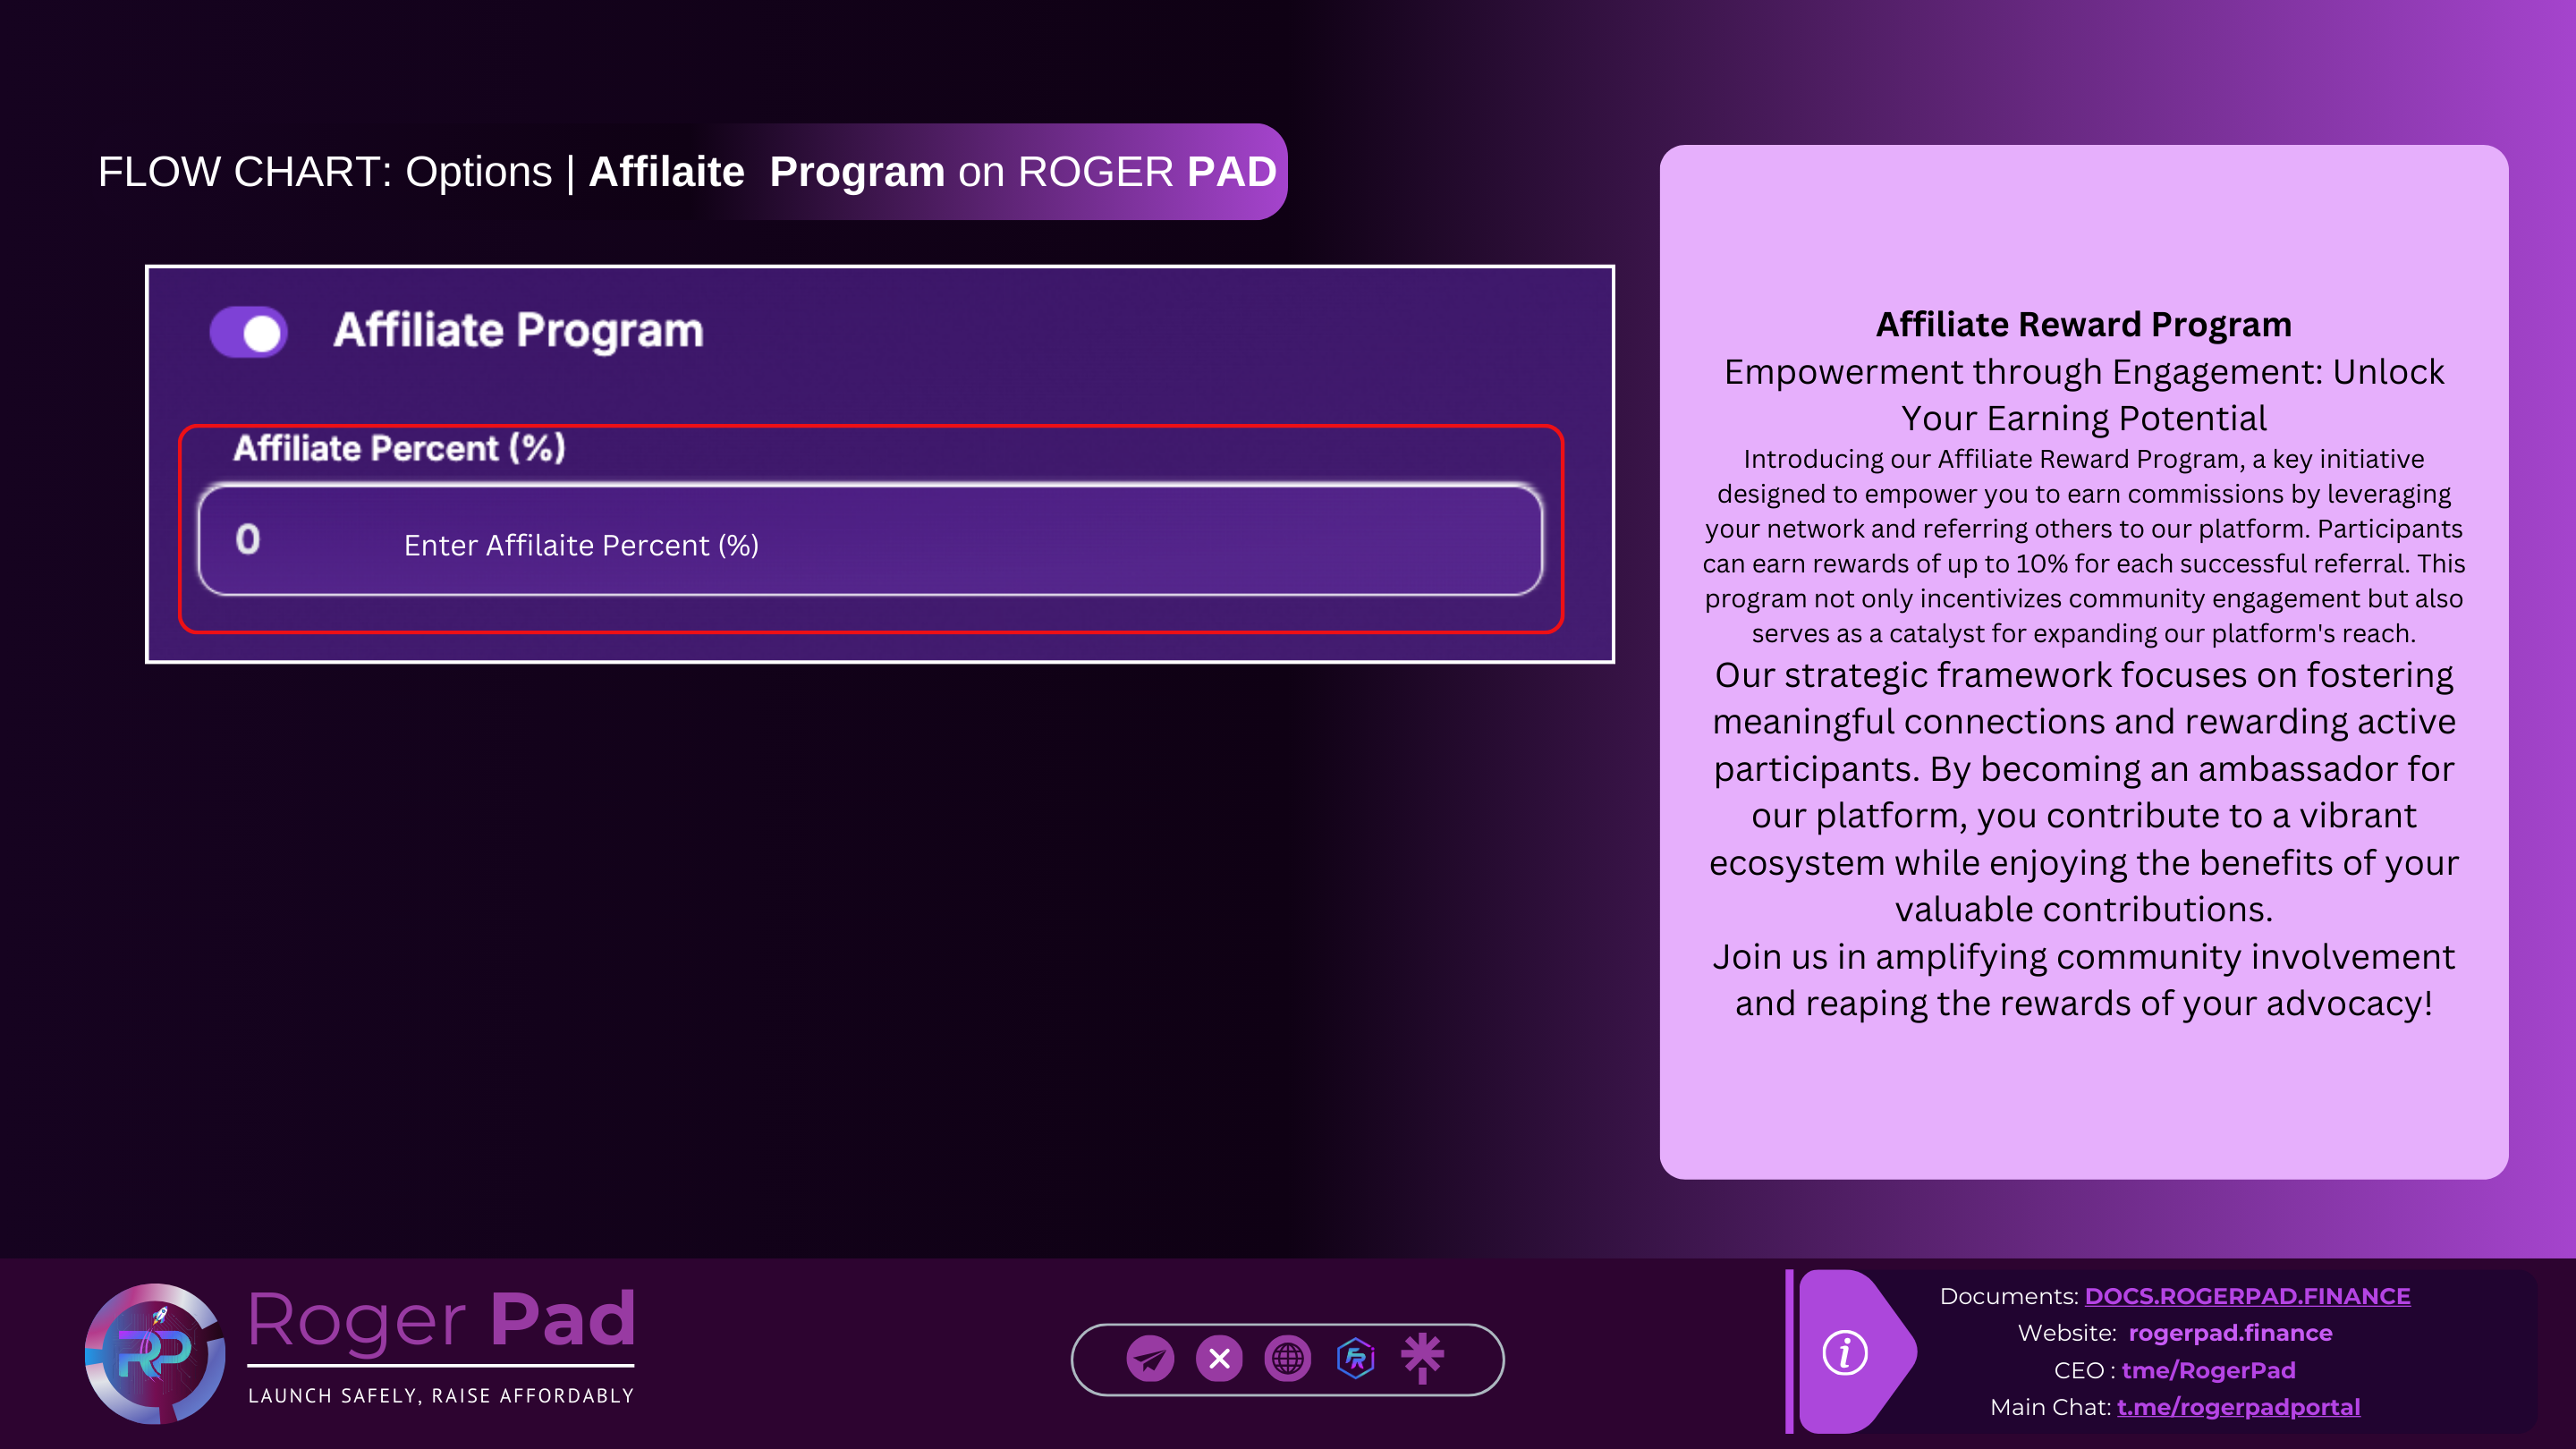 FLOW CHART: Options | Affilaite Program on ROGER PAD
Affiliate Program
Affiliate Percent (%)
0 Enter Affilaite Percent (%)
Affiliate Reward Program
Empowerment through Engagement: Unlock
Your Earning Potential
Introducing our Affiliate Reward Program, a key initiative
designed to empower you to earn commissions by leveraging
your network and referring others to our platform. Participants
can earn rewards of up to 10% for each successful referral. This
program not only incentivizes community engagement but also
serves as a catalyst for expanding our platform's reach.
Our strategic framework focuses on fostering
meaningful connections and rewarding active
participants. By becoming an ambassador for
our platform, you contribute to a vibrant
ecosystem while enjoying the benefits of your
valuable contributions.
Join us in amplifying community involvement
and reaping the rewards of your advocacy!
RP
Roger Pad
LAUNCH SAFELY, RAISE AFFORDABLY
Documents: DOCS.ROGERPAD.FINANCE
Website: rogerpad.finance
CEO : tme/RogerPad
Main Chat: t.me/rogerpadportal